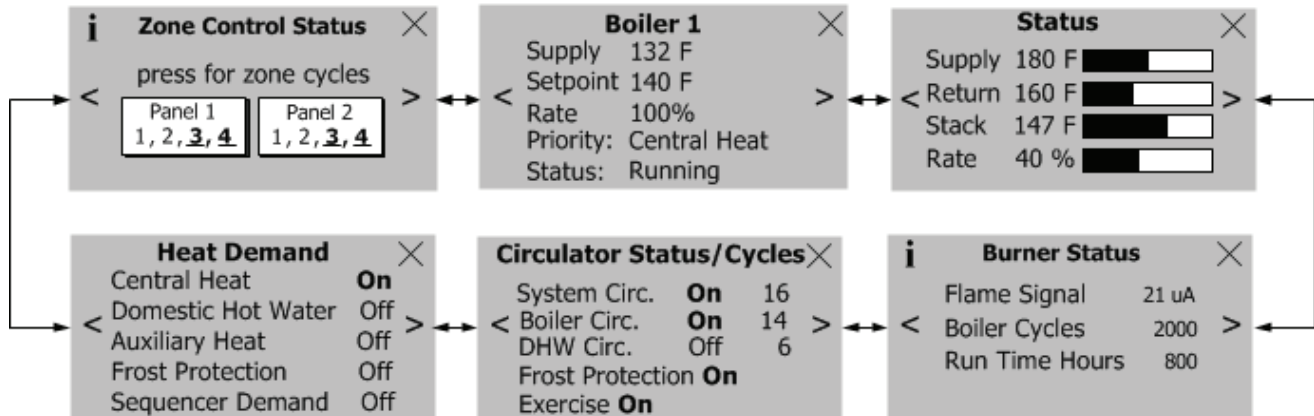 i Zone Control Status ×
press for zone cycles
< >
Panel 1
1, 2, 3, 4
Panel 2
1, 2, 3, 4
Boiler 1 ×
Supply 132 F
< Setpoint 140 F >
Rate 100%
Priority: Central Heat
Status: Running
Status ×
Supply 180 F
< Return 160 F >
Stack 147 F
Rate 40 %
Heat Demand ×
Central Heat On
Domestic Hot Water Off
< Auxiliary Heat Off >
Frost Protection Off
Sequencer Demand Off
Circulator Status/Cycles ×
System Circ. On 16
< Boiler Circ. On 14 >
DHW Circ. Off 6
Frost Protection On
Exercise On
i Burner Status ×
Flame Signal 21 uA
< Boiler Cycles 2000 >
Run Time Hours 800